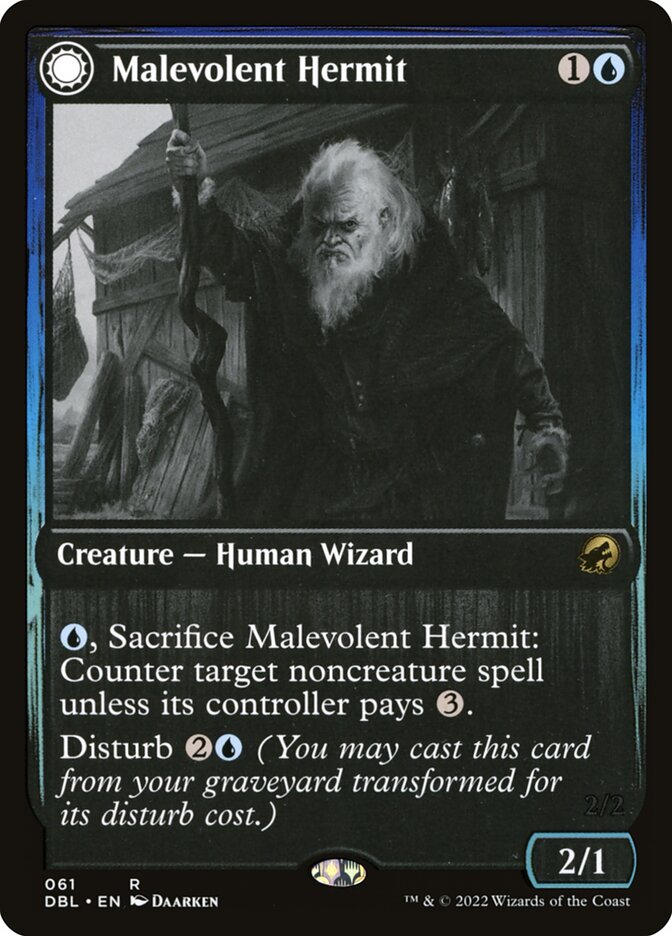 Malevolent Hermit 1
Creature — Human Wizard
, Sacrifice Malevolent Hermit:
Counter target noncreature spell
unless its controller pays 3.
Disturb 2 (You may cast this card
from your graveyard transformed for
its disturb cost.)
2/2
2/1
061 R
DBL • EN DAARKEN
™ & © 2022 Wizards of the Coast